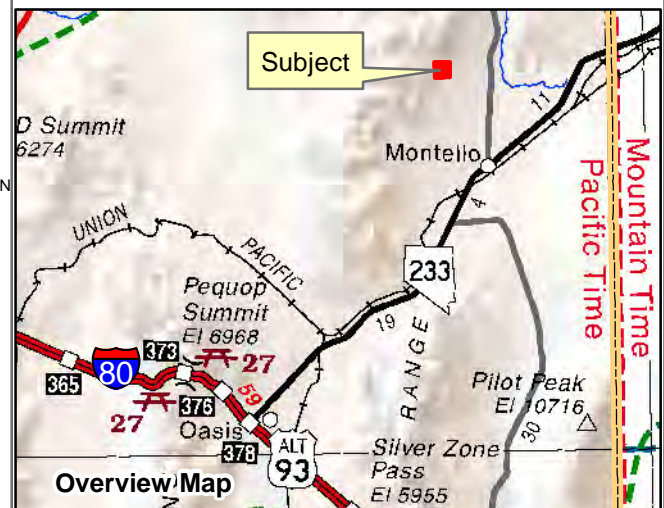 Subject
D Summit
6274
N
Montello
11
4
Mountain Time
Pacific Time
UNION
PACIFIC
233
Pequop
Summit
El 6968
19
373
27
80
365
59
RANGE
Pilot Peak
El 10716
27
376
Oasis
30
378
ALT
93
Silver Zone
Pass
El 5955
Overview Map